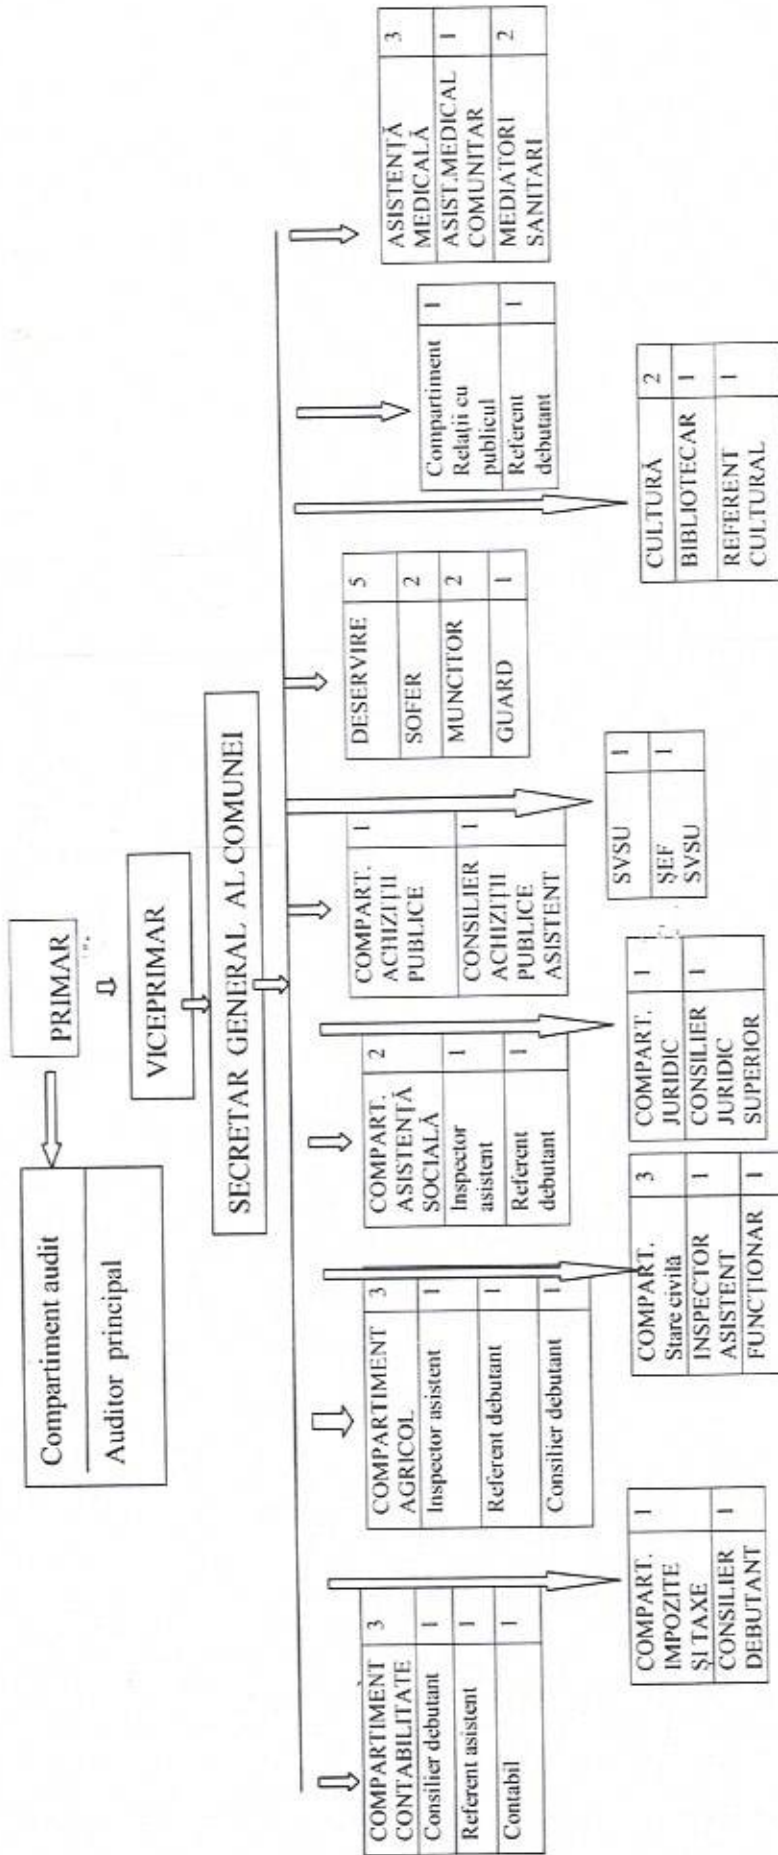 PRIMAR
Compartiment audit
Auditor principal
VICEPRIMAR
SECRETAR GENERAL AL COMUNEI
COMPARTIMENT 3
CONTABILITATE
Consilier debutant 1
Referent asistent 1
Contabil 1
COMPARTIMENT 3
AGRICOL
Inspector asistent 1
Referent debutant 1
Consilier debutant 1
COMPART. 2
ASISTENȚĂ
SOCIALĂ
Inspector 1
asistent
Referent 1
debutant
COMPART. 1
ACHIZIȚII
PUBLICE
CONSILIER 1
ACHIZIȚII
PUBLICE
ASISTENT
DESERVIRE 5
SOFER 2
MUNCITOR 2
GUARD 1
Compartiment 1
Relații cu
publicul
Referent 1
debutant
ASISTENȚĂ 3
MEDICALĂ
ASIST.MEDICAL 1
COMUNITAR
MEDIATORI 2
SANITARI
COMPART. 1
IMPOZITE
ȘI TAXE
CONSILIER 1
DEBUTANT
COMPART. 3
Stare civilă
INSPECTOR 1
ASISTENT
FUNCȚIONAR 1
COMPART. 1
JURIDIC
CONSILIER 1
JURIDIC
SUPERIOR
SVSU 1
ȘEF 1
SVSU
CULTURĂ 2
BIBLIOTECAR 1
REFERENT 1
CULTURAL